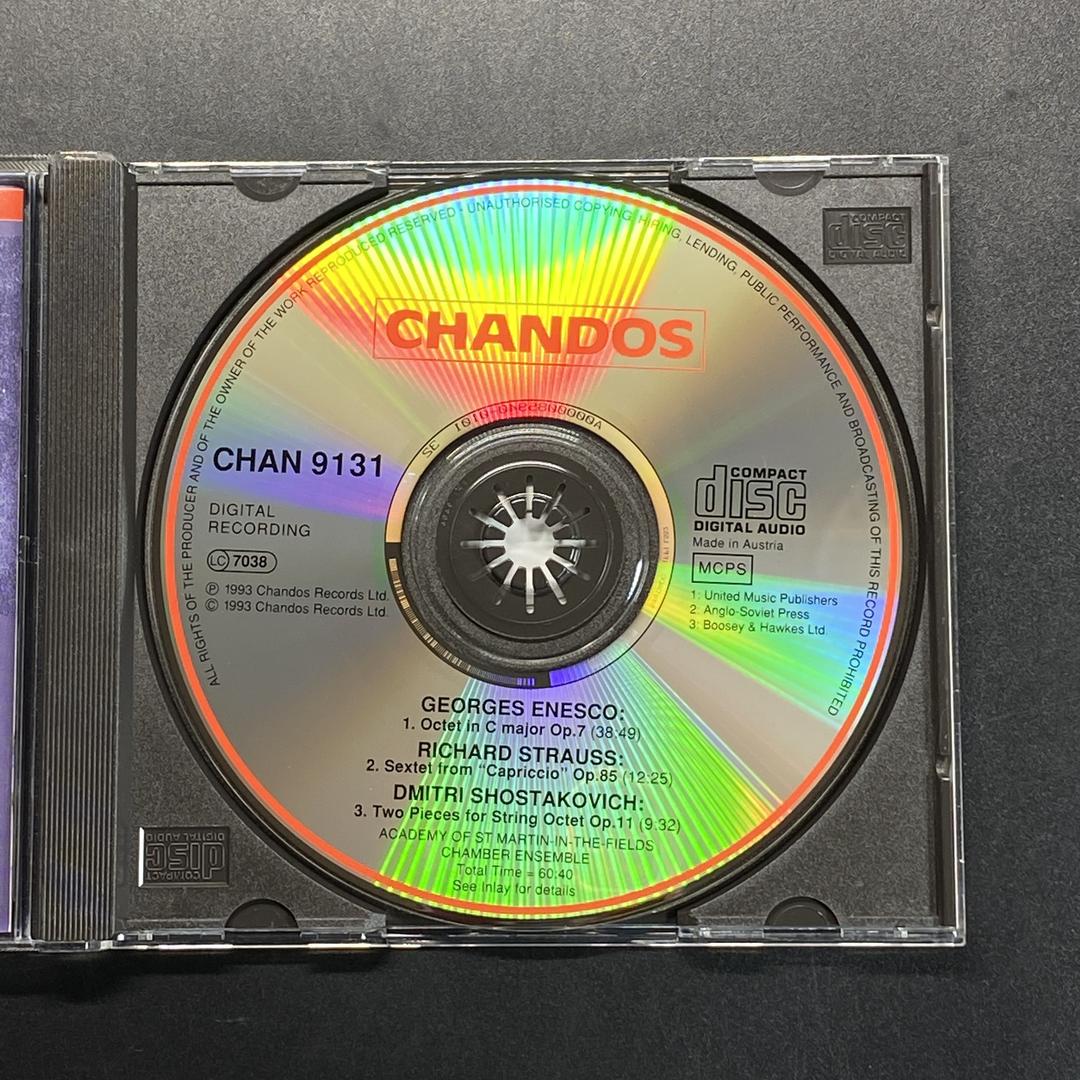 ALL RIGHTS OF THE PRODUCER AND OF THE OWNER OF THE WORK REPRODUCED RESERVED · UNAUTHORISED COPYING, HIRING, LENDING, PUBLIC PERFORMANCE AND BROADCASTING OF THIS RECORD PROHIBITED
COMPACT
disc
DIGITAL AUDIO
CHANDOS
CHAN 9131
DIGITAL
RECORDING
LC 7038
℗ 1993 Chandos Records Ltd.
© 1993 Chandos Records Ltd.
COMPACT
disc
DIGITAL AUDIO
Made in Austria
MCPS
1: United Music Publishers
2: Anglo-Soviet Press
3: Boosey & Hawkes Ltd.
GEORGES ENESCO:
1. Octet in C major Op.7 (38:49)
RICHARD STRAUSS:
2. Sextet from “Capriccio” Op.85 (12:25)
DMITRI SHOSTAKOVICH:
3. Two Pieces for String Octet Op.11 (9:32)
ACADEMY OF ST MARTIN-IN-THE-FIELDS
CHAMBER ENSEMBLE
Total Time = 60:40
See Inlay for details
COMPACT
disc
DIGITAL AUDIO